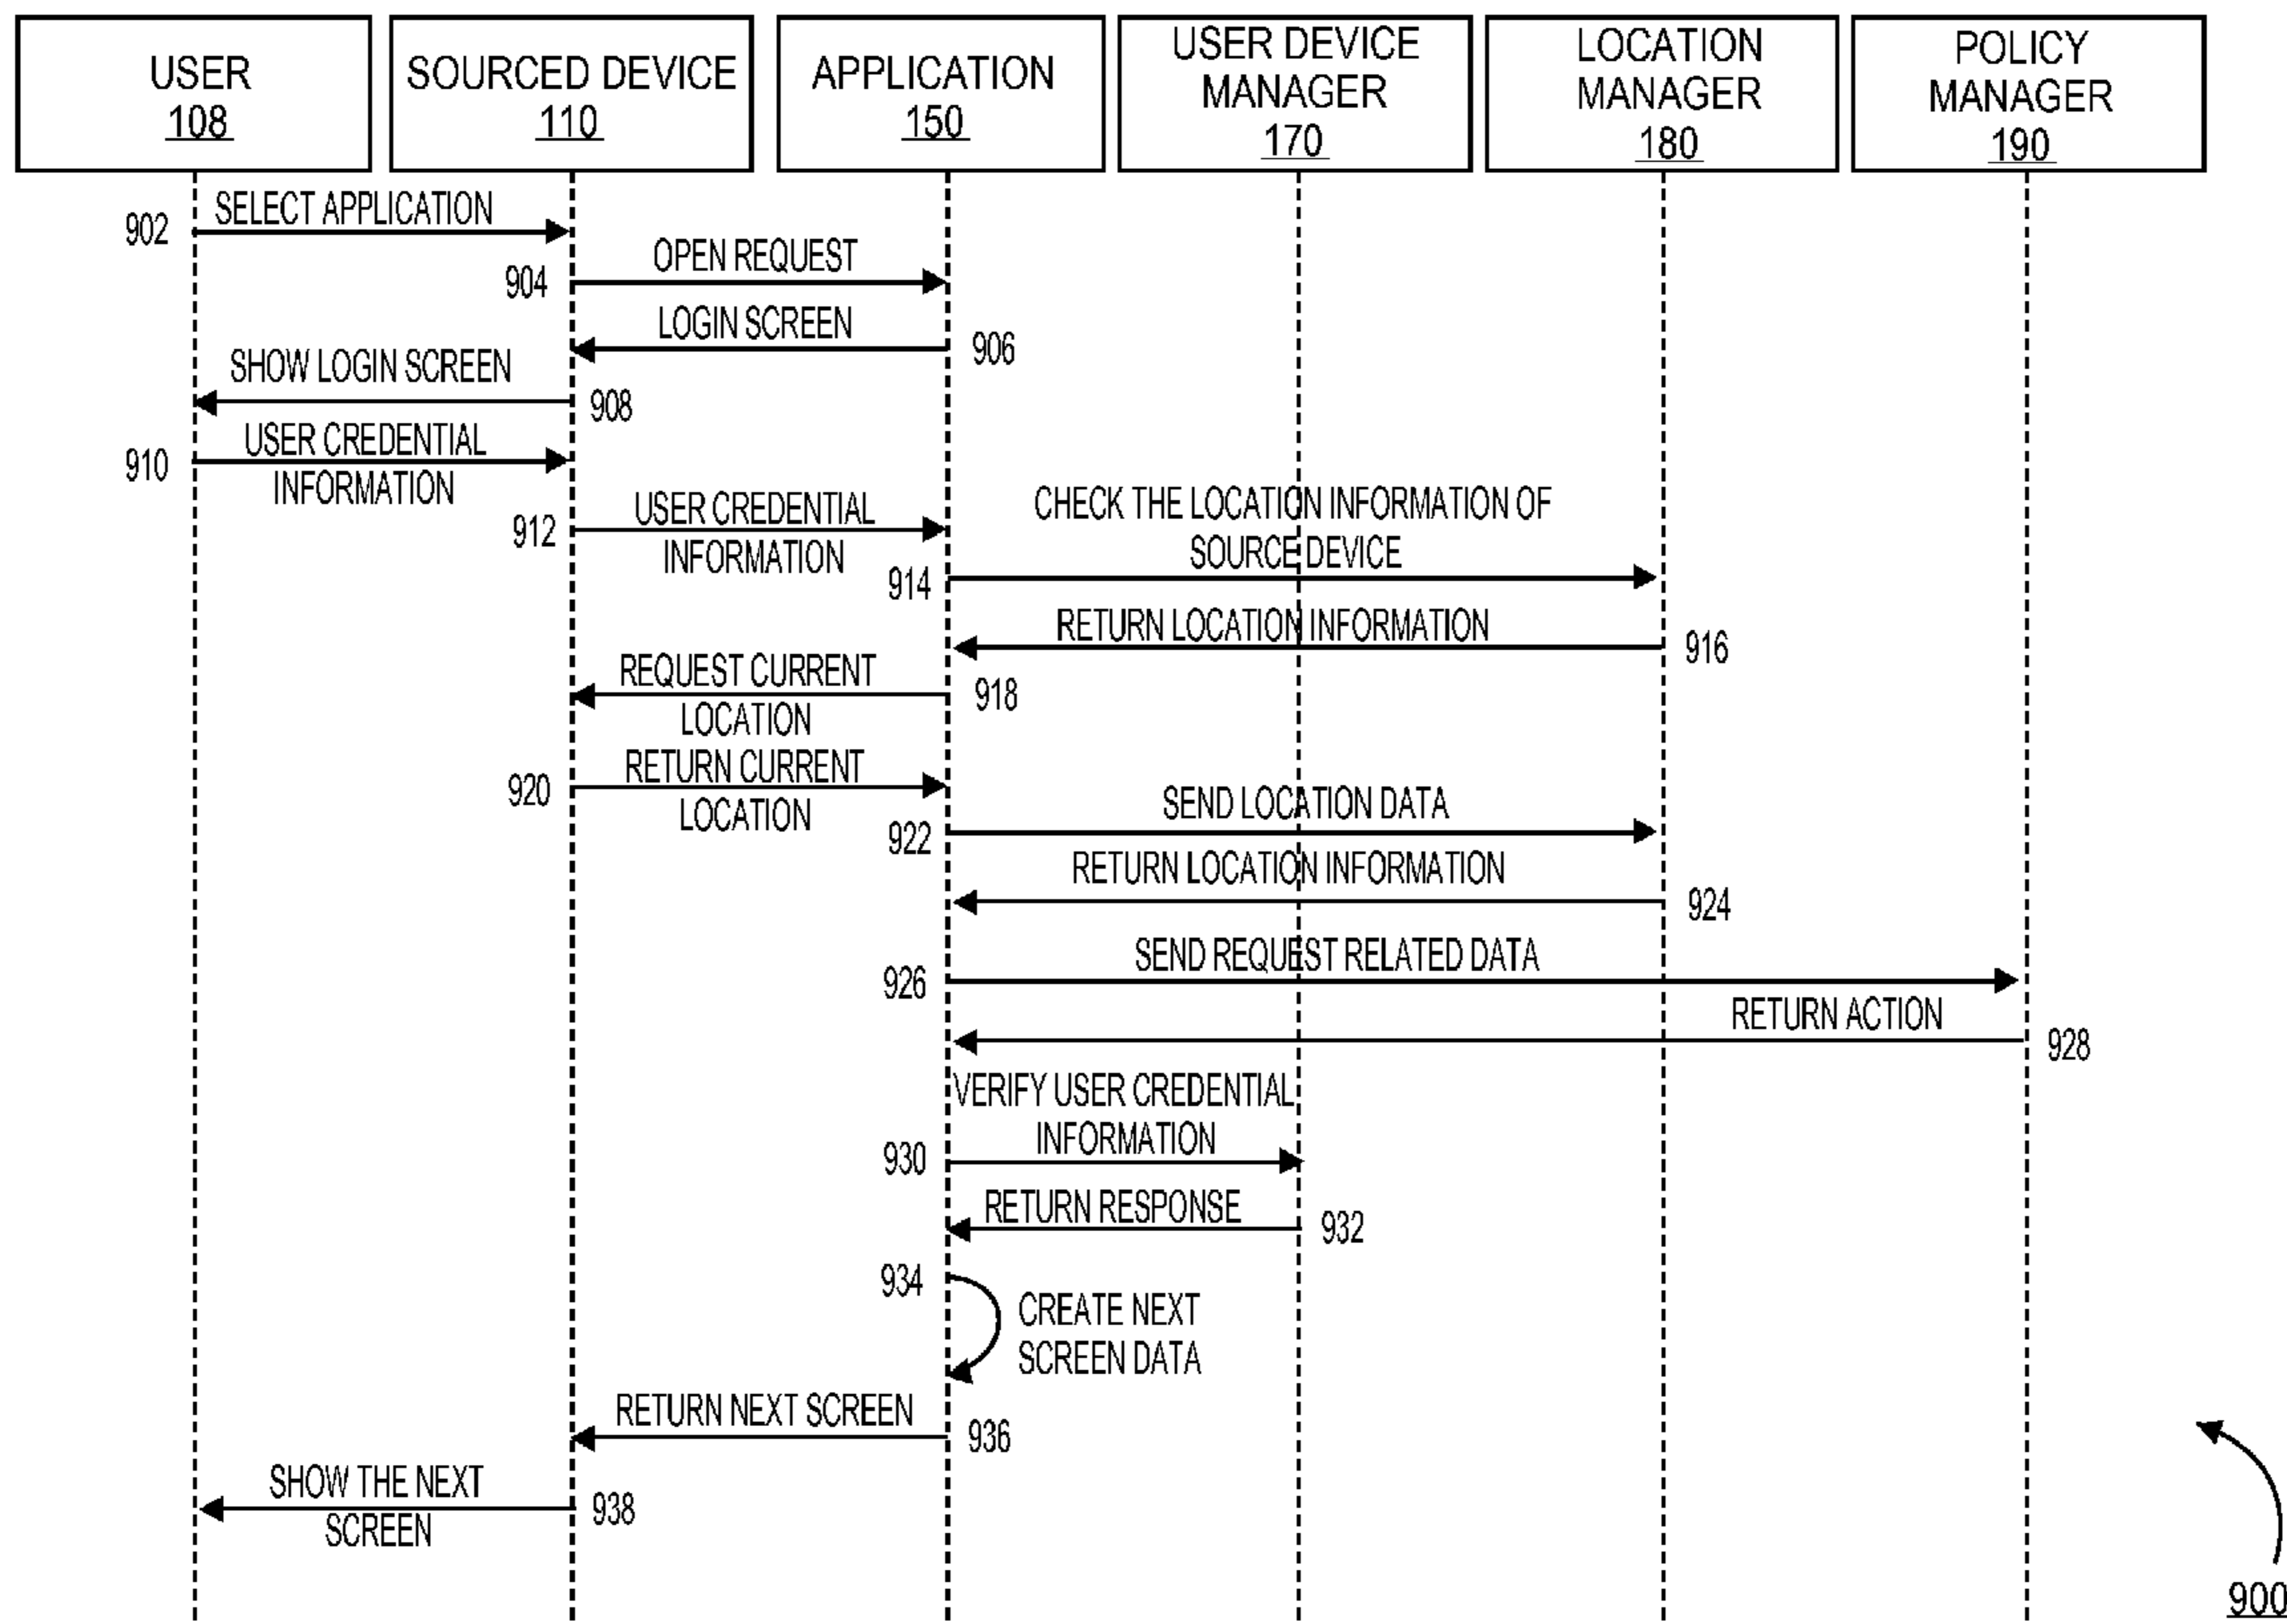 USER
108
SOURCED DEVICE
110
APPLICATION
150
USER DEVICE
MANAGER
170
LOCATION
MANAGER
180
POLICY
MANAGER
190
902
SELECT APPLICATION
904
OPEN REQUEST
LOGIN SCREEN
906
SHOW LOGIN SCREEN
908
910
USER CREDENTIAL
INFORMATION
912
USER CREDENTIAL
INFORMATION
CHECK THE LOCATION INFORMATION OF
SOURCE DEVICE
914
RETURN LOCATION INFORMATION
916
REQUEST CURRENT
LOCATION
918
RETURN CURRENT
LOCATION
920
SEND LOCATION DATA
922
RETURN LOCATION INFORMATION
924
SEND REQUEST RELATED DATA
926
RETURN ACTION
928
VERIFY USER CREDENTIAL
INFORMATION
930
RETURN RESPONSE
932
934
CREATE NEXT
SCREEN DATA
RETURN NEXT SCREEN
936
SHOW THE NEXT
SCREEN
938
900